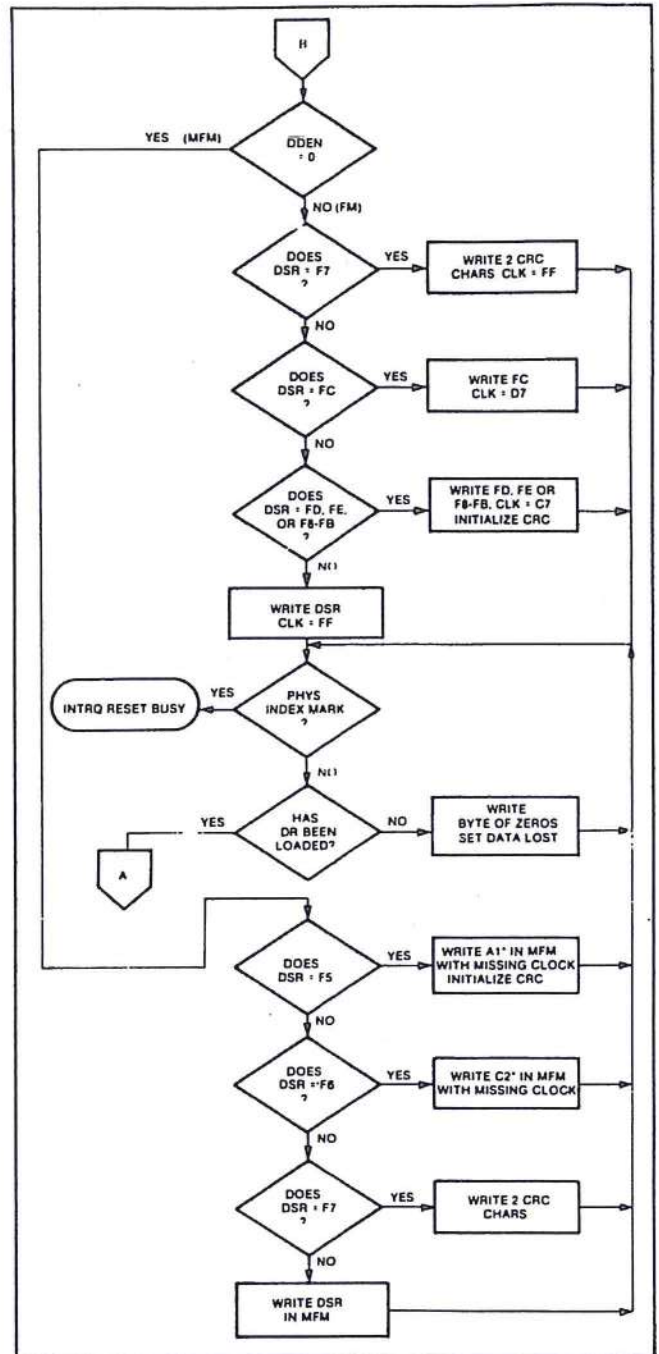 B
DDEN
= 0
YES (MFM)
NO (FM)
DOES
DSR = F7
?
YES
WRITE 2 CRC
CHARS CLK = FF
NO
DOES
DSR = FC
?
YES
WRITE FC
CLK = D7
NO
DOES
DSR = FD, FE,
OR F8-FB
?
YES
WRITE FD, FE OR
F8-FB, CLK = C7
INITIALIZE CRC
NO
WRITE DSR
CLK = FF
PHYS
INDEX MARK
?
YES
INTRQ RESET BUSY
NO
HAS
DR BEEN
LOADED?
YES
A
NO
WRITE
BYTE OF ZEROS
SET DATA LOST
DOES
DSR = F5
YES
WRITE A1* IN MFM
WITH MISSING CLOCK
INITIALIZE CRC
NO
DOES
DSR = F6
?
YES
WRITE C2* IN MFM
WITH MISSING CLOCK
NO
DOES
DSR = F7
?
YES
WRITE 2 CRC
CHARS
NO
WRITE DSR
IN MFM